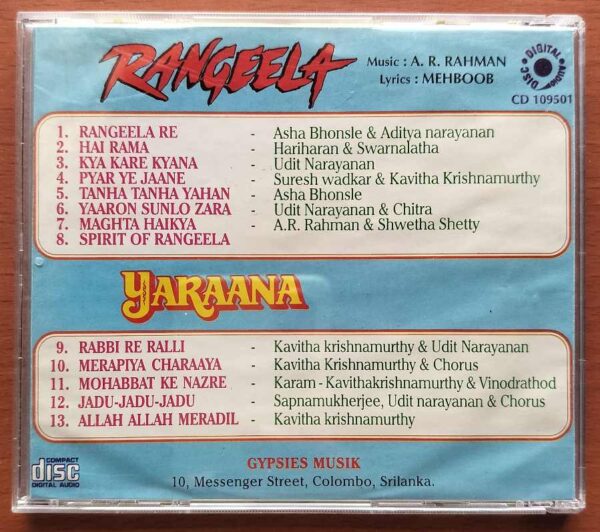 RANGEELA
Music : A. R. RAHMAN
Lyrics : MEHBOOB
DIGITAL AUDIO DISC
CD 109501
1. RANGEELA RE - Asha Bhonsle & Aditya narayanan
2. HAI RAMA - Hariharan & Swarnalatha
3. KYA KARE KYANA - Udit Narayanan
4. PYAR YE JAANE - Suresh wadkar & Kavitha Krishnamurthy
5. TANHA TANHA YAHAN - Asha Bhonsle
6. YAARON SUNLO ZARA - Udit Narayanan & Chitra
7. MAGHTA HAIKYA - A.R. Rahman & Shwetha Shetty
8. SPIRIT OF RANGEELA
YARAANA
9. RABBI RE RALLI - Kavitha krishnamurthy & Udit Narayanan
10. MERAPIYA CHARAAYA - Kavitha Krishnamurthy & Chorus
11. MOHABBAT KE NAZRE - Karam - Kavithakrishnamurthy & Vinodrathod
12. JADU-JADU-JADU - Sapnamukherjee, Udit narayanan & Chorus
13. ALLAH ALLAH MERADIL - Kavitha krishnamurthy
COMPACT
disc
DIGITAL AUDIO
GYPSIES MUSIK
10, Messenger Street, Colombo, Srilanka.